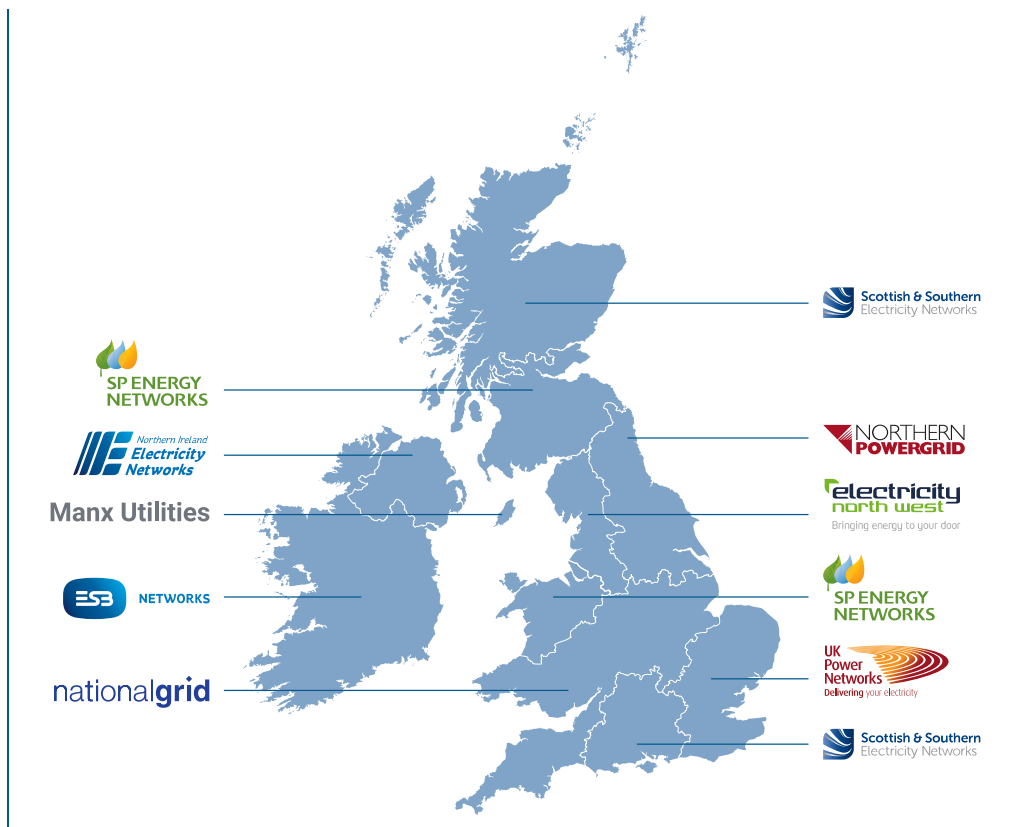 Scottish & Southern
Electricity Networks
SP ENERGY
NETWORKS
Northern Ireland
Electricity
Networks
NORTHERN
POWERGRID
Manx Utilities
electricity
north west
Bringing energy to your door
ESB
NETWORKS
SP ENERGY
NETWORKS
nationalgrid
UK
Power
Networks
Delivering your electricity
Scottish & Southern
Electricity Networks